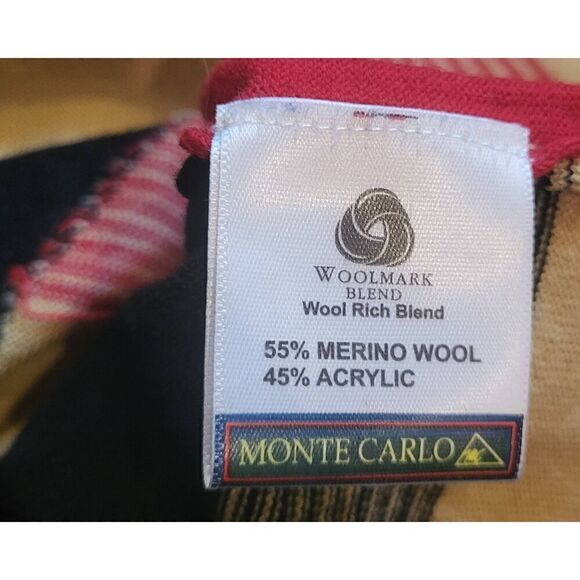 WOOLMARK
BLEND
Wool Rich Blend
55% MERINO WOOL
45% ACRYLIC
MONTE CARLO